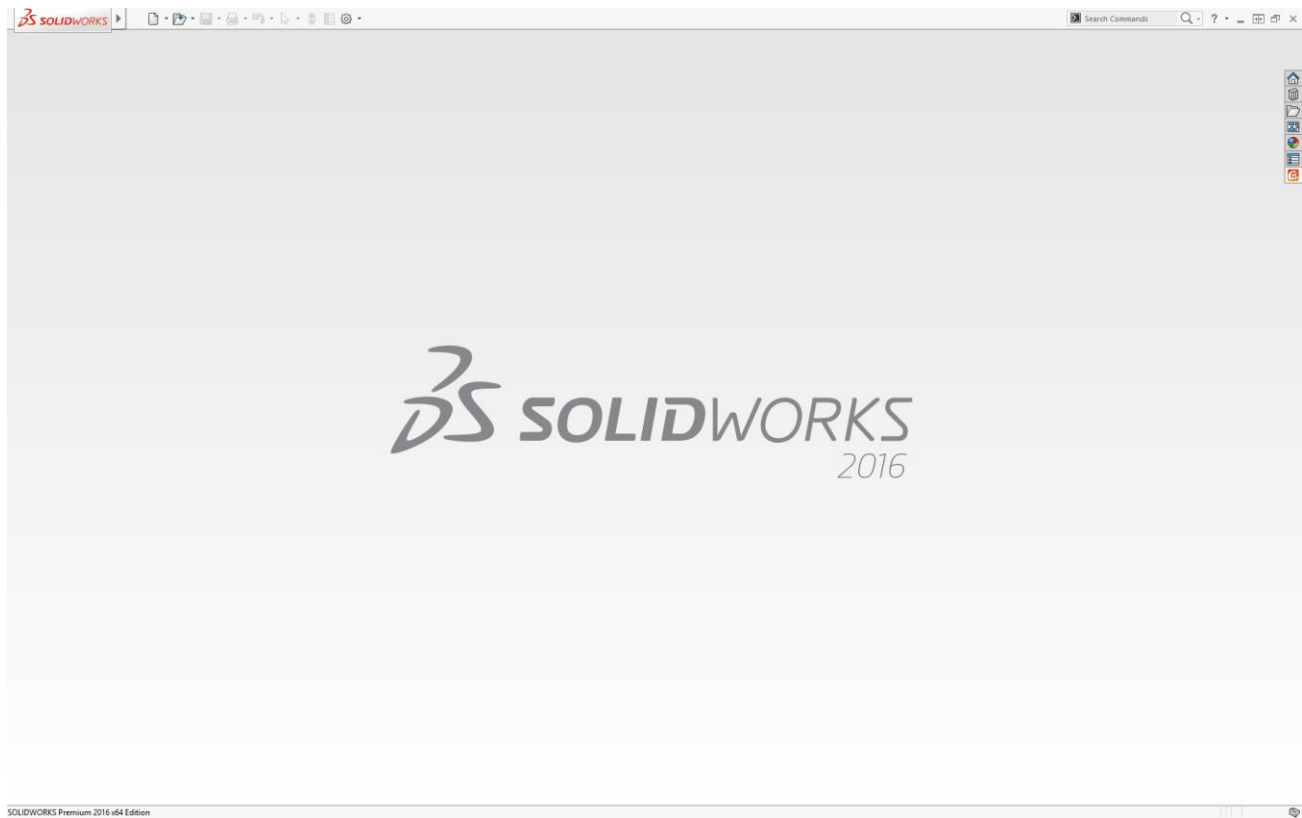 SOLIDWORKS
Search Commands
?
SOLIDWORKS
2016
SOLIDWORKS Premium 2016 x64 Edition